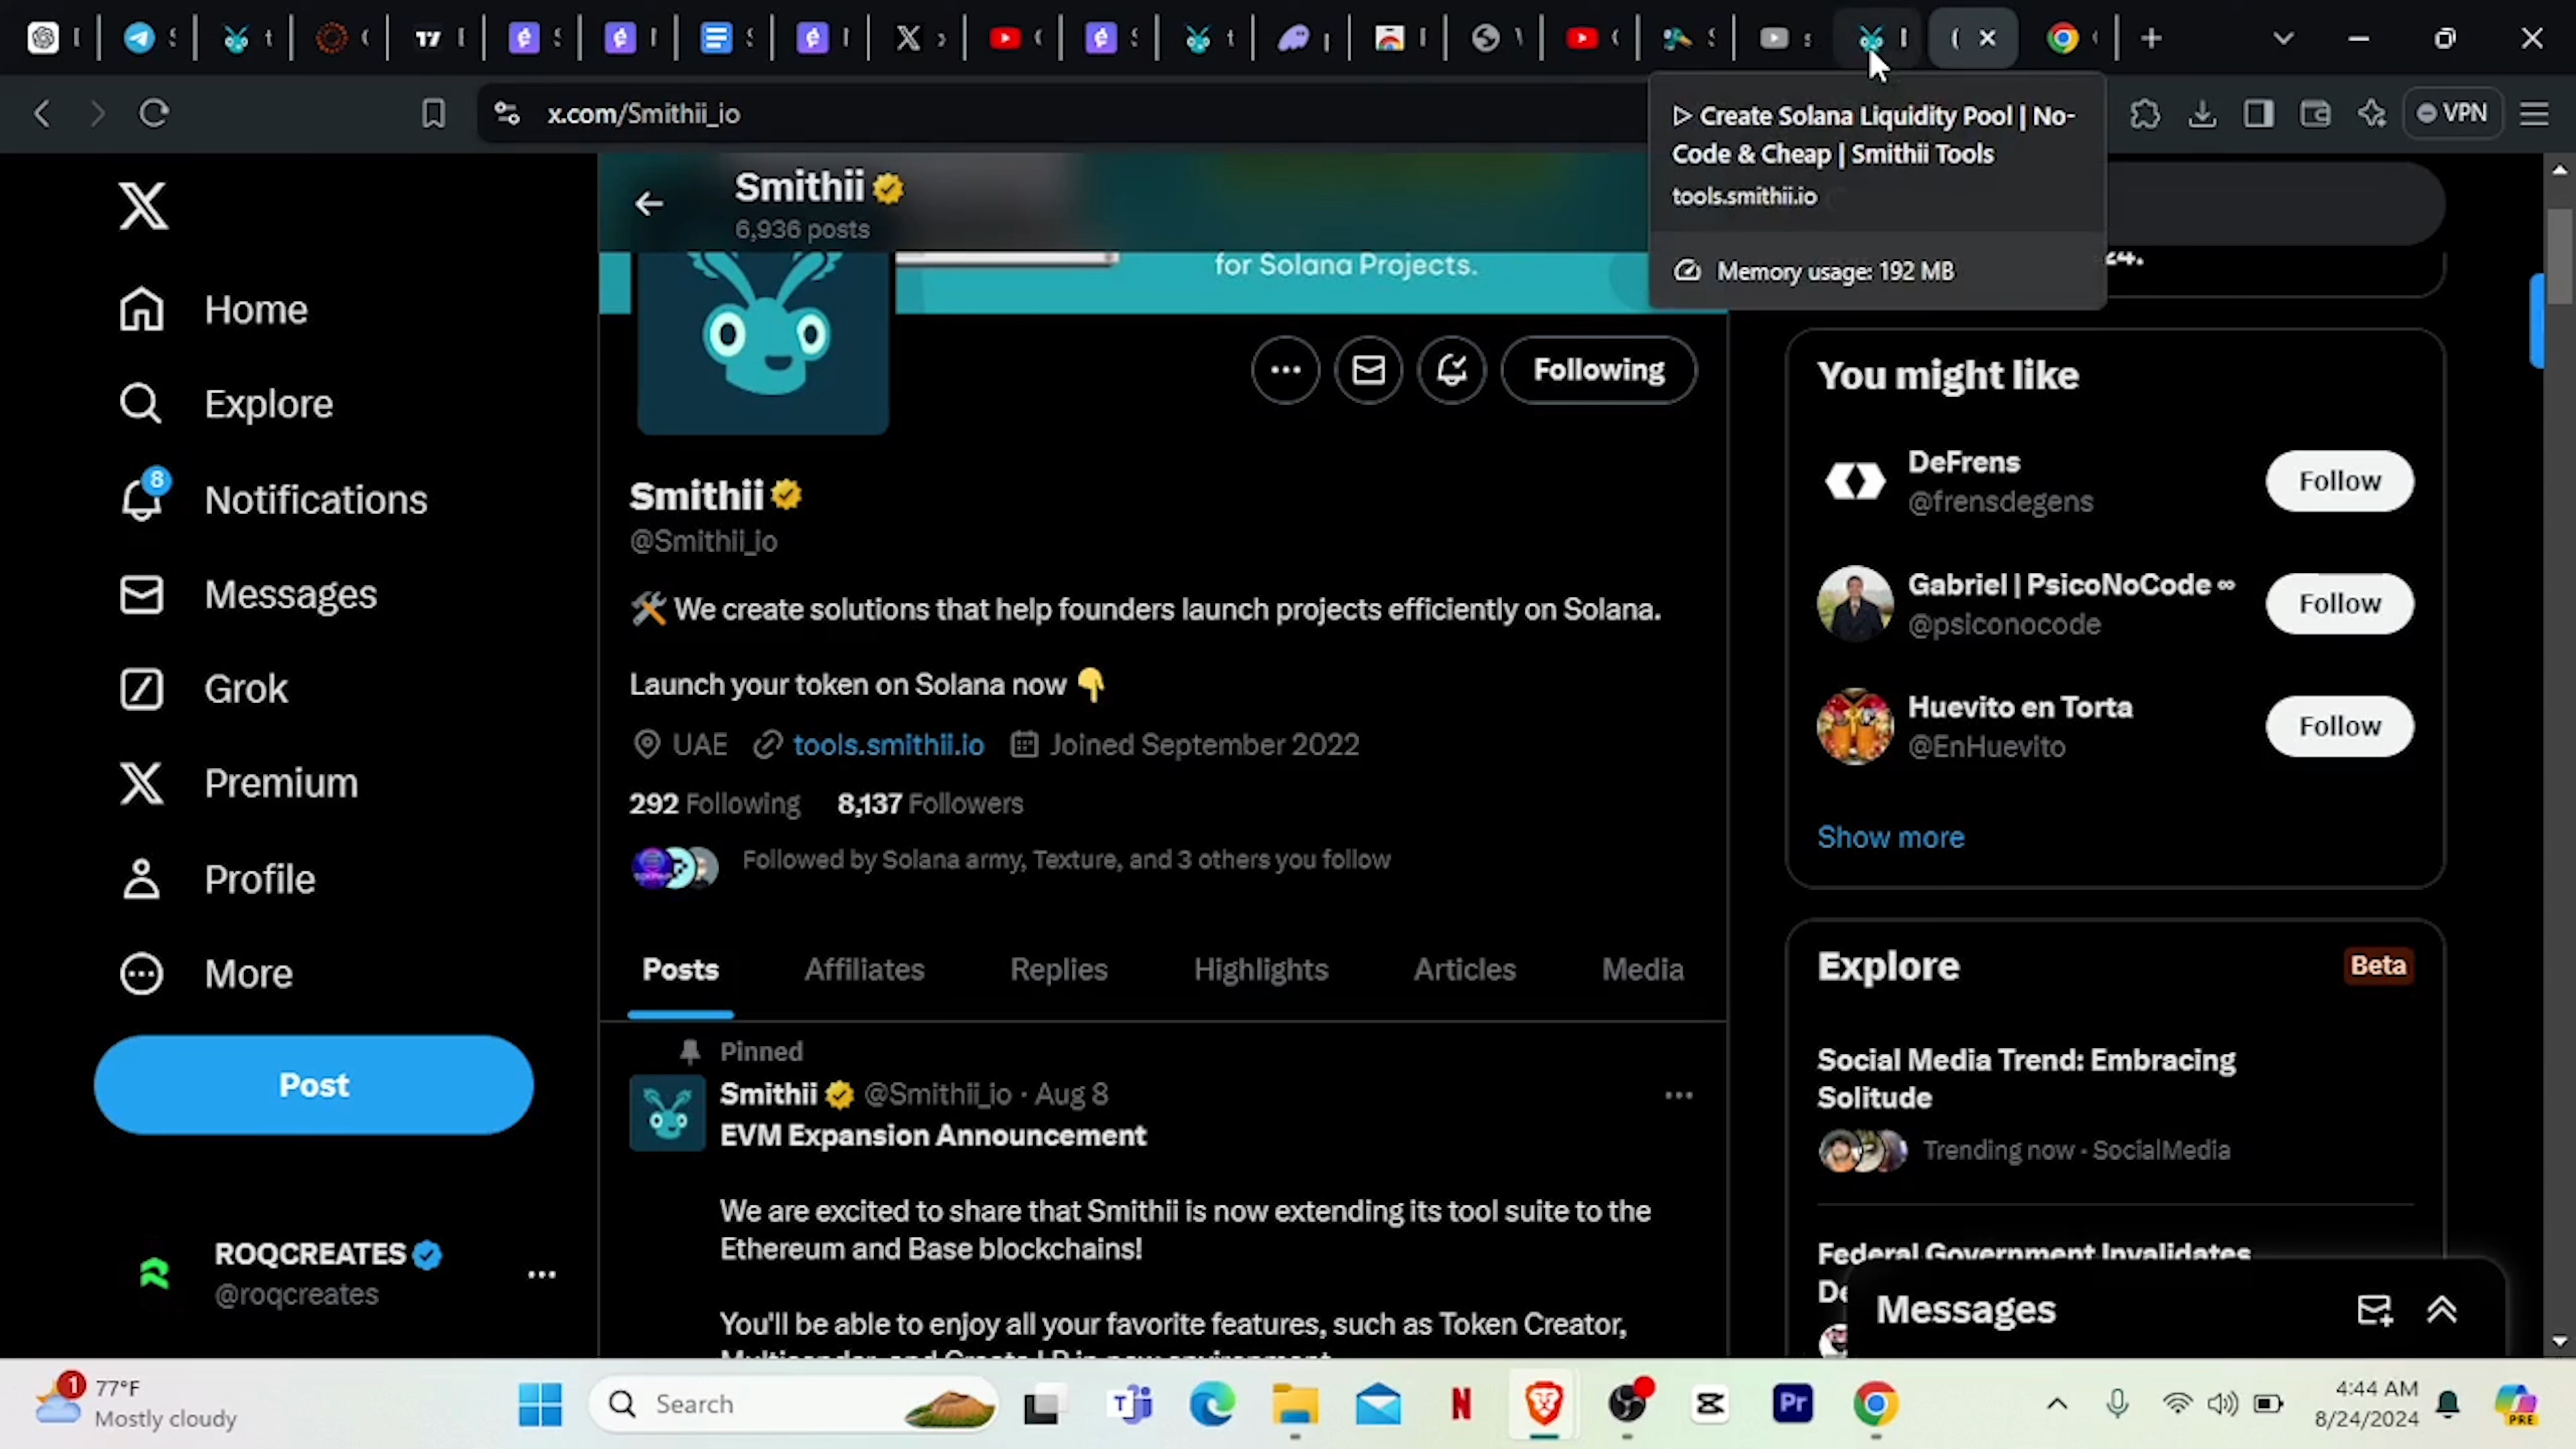 x.com/Smithii_io
VPN
▷ Create Solana Liquidity Pool | No-
Code & Cheap | Smithii Tools
tools.smithii.io
Memory usage: 192 MB
Smithii
6,936 posts
for Solana Projects.
Home
Explore
Notifications
8
Messages
Grok
Premium
Profile
More
Post
ROQCREATES
@roqcreates
Following
Smithii
@Smithii_io
🛠 We create solutions that help founders launch projects efficiently on Solana.
Launch your token on Solana now 👇
UAE tools.smithii.io Joined September 2022
292 Following 8,137 Followers
Followed by Solana army, Texture, and 3 others you follow
Posts Affiliates Replies Highlights Articles Media
Pinned
Smithii @Smithii_io · Aug 8
EVM Expansion Announcement
We are excited to share that Smithii is now extending its tool suite to the
Ethereum and Base blockchains!
You'll be able to enjoy all your favorite features, such as Token Creator,
You might like
DeFrens
@frensdegens
Follow
Gabriel | PsicoNoCode ∞
@psiconocode
Follow
Huevito en Torta
@EnHuevito
Follow
Show more
Explore Beta
Social Media Trend: Embracing
Solitude
Trending now · SocialMedia
Federal Government Invalidates
Messages
1
77°F
Mostly cloudy
Search
Pr
4:44 AM
8/24/2024
PRE